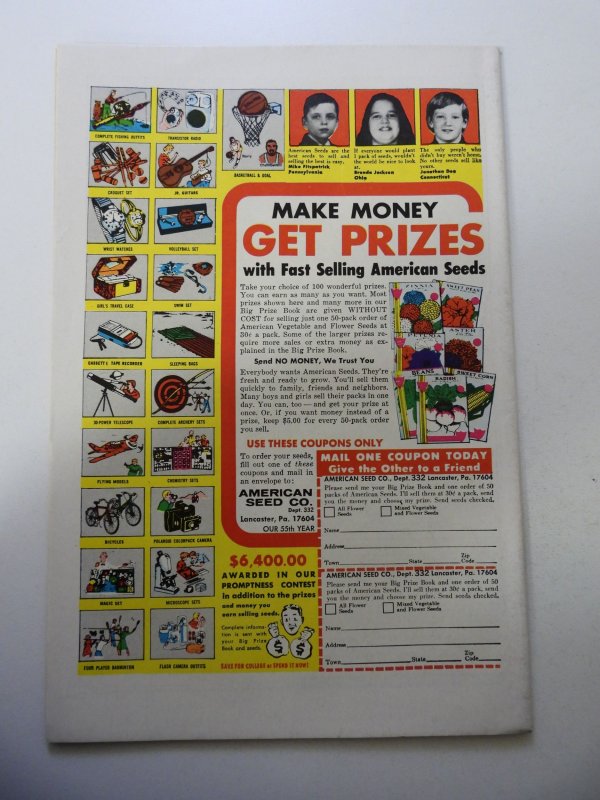 COMPLETE FISHING OUTFITS
TRANSISTOR RADIO
CROQUET SET
JR. GUITARS
BASKETBALL & GOAL
WRIST WATCHES
VOLLEYBALL SET
GIRL'S TRAVEL CASE
SWIM SET
CASSETTE TAPE RECORDER
SLEEPING BAGS
30-POWER TELESCOPE
COMPLETE ARCHERY SETS
FLYING MODELS
CHEMISTRY SETS
BICYCLES
POLAROID COLORPACK CAMERA
MAGIC SET
MICROSCOPE SETS
FOUR PLAYER BADMINTON
FLASH CAMERA OUTFITS
American Seeds are the
best seeds to sell and
selling the best is easy.
Mike Fitzpatrick
Pennsylvania
If everyone would plant
1 pack of seeds, wouldn't
the world be nice to look
at.
Brenda Jackson
Ohio
The only people who
didn't buy weren't home.
No other seeds sell like
yours.
Jonathan Dea
Connecticut
MAKE MONEY
GET PRIZES
with Fast Selling American Seeds
Take your choice of 100 wonderful prizes.
You can earn as many as you want. Most
prizes shown here and many more in our
Big Prize Book are given WITHOUT
COST for selling just one 50-pack order of
American Vegetable and Flower Seeds at
30¢ a pack. Some of the larger prizes re-
quire more sales or extra money as ex-
plained in the Big Prize Book.
Send NO MONEY, We Trust You
Everybody wants American Seeds. They're
fresh and ready to grow. You'll sell them
quickly to family, friends and neighbors.
Many boys and girls sell their packs in one
day. You can, too — and get your prize at
once. Or, if you want money instead of a
prize, keep $5.00 for every 50-pack order
you sell.
ZINNIA
SWEET PEAS
PETUNIA
ASTER
BEANS
RADISH
SWEET CORN
USE THESE COUPONS ONLY
To order your seeds,
fill out one of these
coupons and mail in
an envelope to:
AMERICAN
SEED CO.
Dept. 332
Lancaster, Pa. 17604
OUR 55th YEAR
$6,400.00
AWARDED IN OUR
PROMPTNESS CONTEST
in addition to the prizes
and money you
earn selling seeds.
Complete informa-
tion is sent with
your Big Prize
Book and seeds.
$ $
SAVE FOR COLLEGE or SPEND IT NOW!
MAIL ONE COUPON TODAY
Give the Other to a Friend
AMERICAN SEED CO., Dept. 332 Lancaster, Pa. 17604
Please send me your Big Prize Book and one order of 50
packs of American Seeds. I'll sell them at 30¢ a pack, send
you the money and choose my prize. Send seeds checked.
All Flower Seeds
Mixed Vegetable and Flower Seeds
Name
Address
Town State Zip Code
AMERICAN SEED CO., Dept. 332 Lancaster, Pa. 17604
Please send me your Big Prize Book and one order of 50
packs of American Seeds. I'll sell them at 30¢ a pack, send
you the money and choose my prize. Send seeds checked.
All Flower Seeds
Mixed Vegetable and Flower Seeds
Name
Address
Town State Zip Code